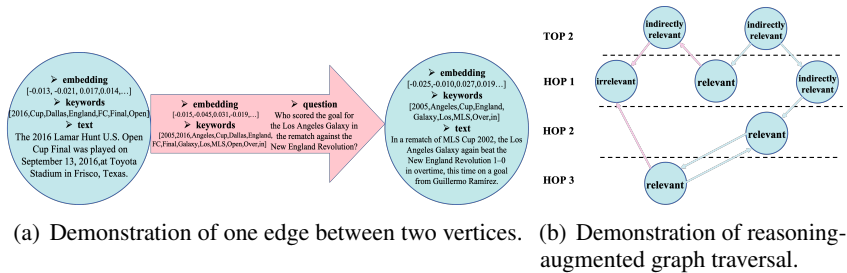 ➢ embedding
[-0.013, -0.021, 0.017, 0.014,…]
➢ keywords
[2016,Cup,Dallas,England,FC,Final,Open]
➢ text
The 2016 Lamar Hunt U.S. Open
Cup Final was played on
September 13, 2016,at Toyota
Stadium in Frisco, Texas.
➢ embedding
[-0.015,-0.045,0.031,-0.019,…]
➢ keywords
[2005,2016,Angeles,Cup,Dallas,England,
FC,Final,Galaxy,Los,MLS,Open,Over,in]
➢ question
Who scored the goal for
the Los Angeles Galaxy in
the rematch against the
New England Revolution?
➢ embedding
[-0.025,-0.010,0.027,0.019…]
➢ keywords
[2005,Angeles,Cup,England,
Galaxy,Los,MLS,Over,in]
➢ text
In a rematch of MLS Cup 2002, the Los
Angeles Galaxy again beat the
New England Revolution 1–0
in overtime, this time on a goal
from Guillermo Ramírez.
(a) Demonstration of one edge between two vertices.
TOP 2
indirectly
relevant
indirectly
relevant
HOP 1
irrelevant
relevant
indirectly
relevant
HOP 2
relevant
HOP 3
relevant
(b) Demonstration of reasoning-
augmented graph traversal.